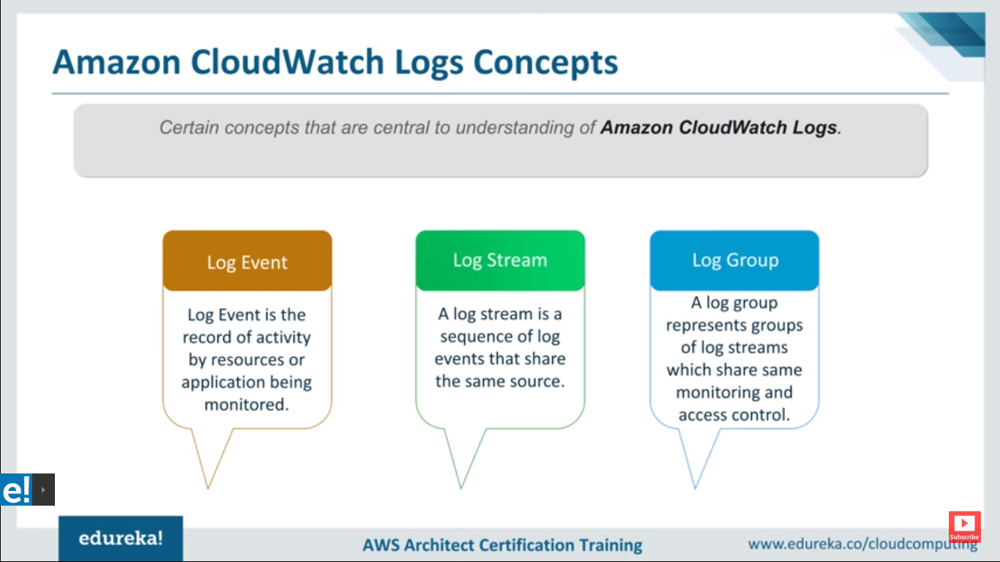 Amazon CloudWatch Logs Concepts
Certain concepts that are central to understanding of Amazon CloudWatch Logs.
Log Event
Log Event is the
record of activity
by resources or
application being
monitored.
Log Stream
A log stream is a
sequence of log
events that share
the same source.
Log Group
A log group
represents groups
of log streams
which share same
monitoring and
access control.
e!
edureka!
AWS Architect Certification Training
www.edureka.co/cloudcomputing
Subscribe